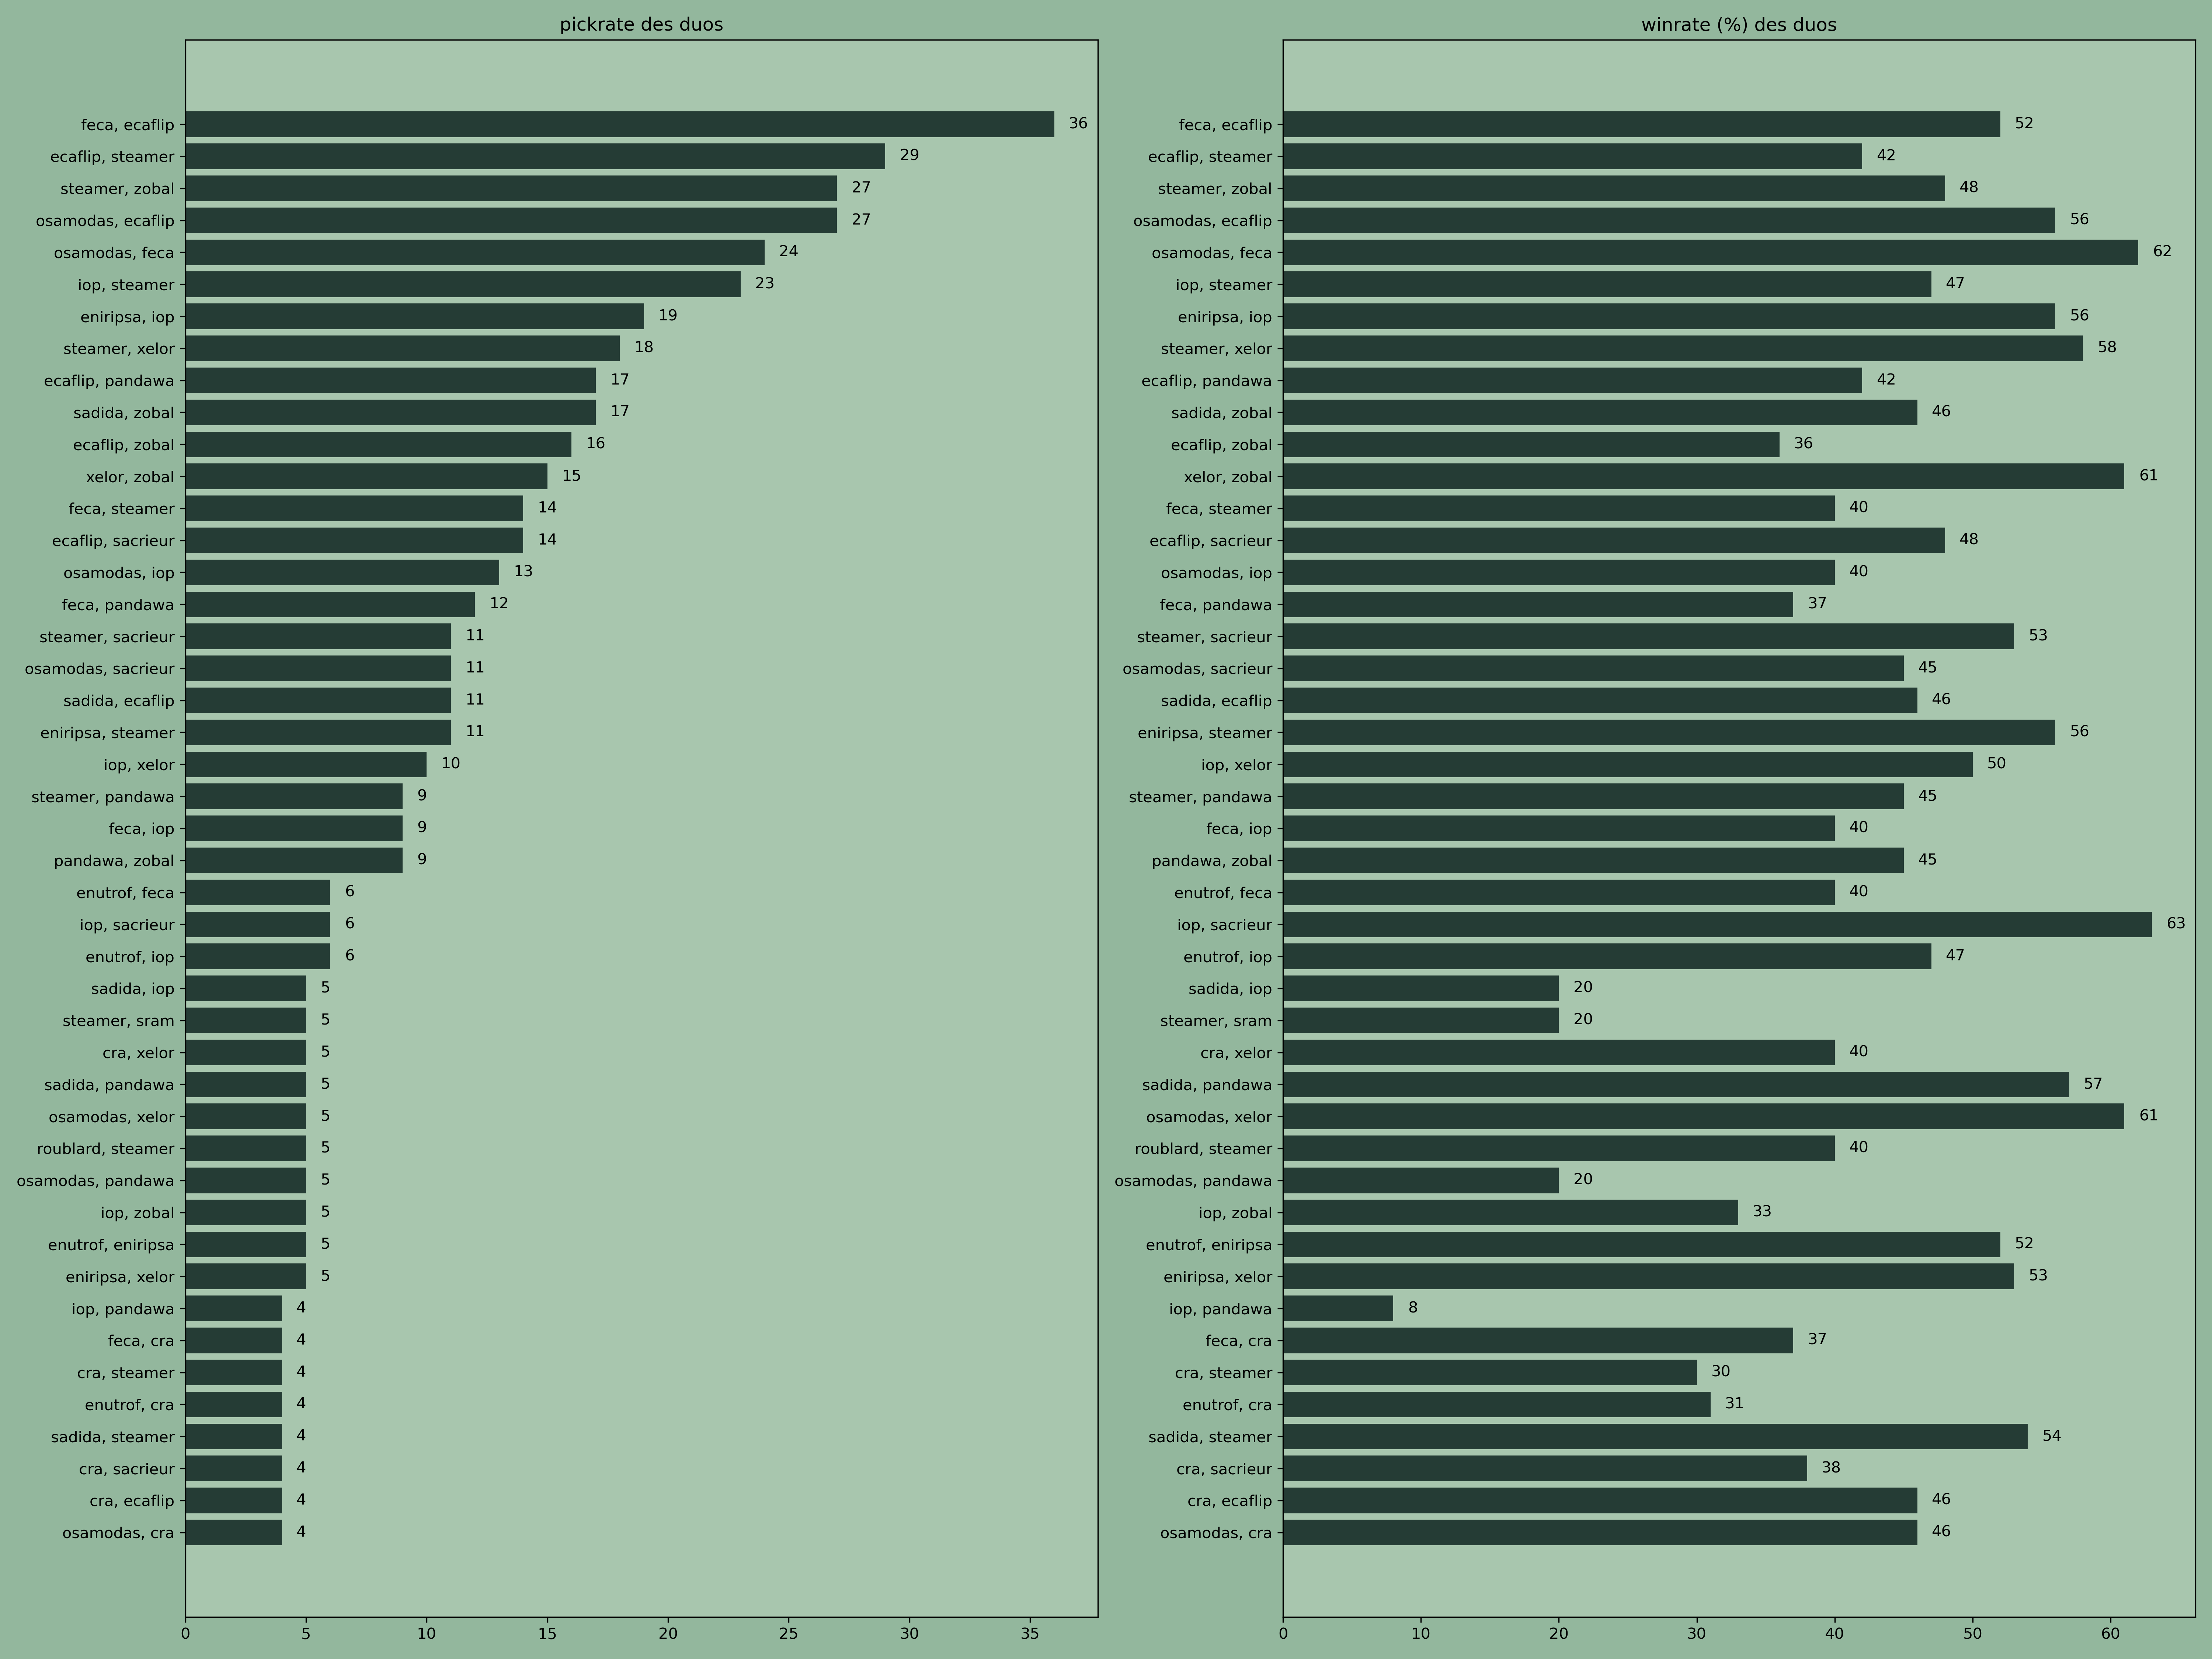 pickrate des duos
feca, ecaflip 36
ecaflip, steamer 29
steamer, zobal 27
osamodas, ecaflip 27
osamodas, feca 24
iop, steamer 23
eniripsa, iop 19
steamer, xelor 18
ecaflip, pandawa 17
sadida, zobal 17
ecaflip, zobal 16
xelor, zobal 15
feca, steamer 14
ecaflip, sacrieur 14
osamodas, iop 13
feca, pandawa 12
steamer, sacrieur 11
osamodas, sacrieur 11
sadida, ecaflip 11
eniripsa, steamer 11
iop, xelor 10
steamer, pandawa 9
feca, iop 9
pandawa, zobal 9
enutrof, feca 6
iop, sacrieur 6
enutrof, iop 6
sadida, iop 5
steamer, sram 5
cra, xelor 5
sadida, pandawa 5
osamodas, xelor 5
roublard, steamer 5
osamodas, pandawa 5
iop, zobal 5
enutrof, eniripsa 5
eniripsa, xelor 5
iop, pandawa 4
feca, cra 4
cra, steamer 4
enutrof, cra 4
sadida, steamer 4
cra, sacrieur 4
cra, ecaflip 4
osamodas, cra 4
0 5 10 15 20 25 30 35
winrate (%) des duos
feca, ecaflip 52
ecaflip, steamer 42
steamer, zobal 48
osamodas, ecaflip 56
osamodas, feca 62
iop, steamer 47
eniripsa, iop 56
steamer, xelor 58
ecaflip, pandawa 42
sadida, zobal 46
ecaflip, zobal 36
xelor, zobal 61
feca, steamer 40
ecaflip, sacrieur 48
osamodas, iop 40
feca, pandawa 37
steamer, sacrieur 53
osamodas, sacrieur 45
sadida, ecaflip 46
eniripsa, steamer 56
iop, xelor 50
steamer, pandawa 45
feca, iop 40
pandawa, zobal 45
enutrof, feca 40
iop, sacrieur 63
enutrof, iop 47
sadida, iop 20
steamer, sram 20
cra, xelor 40
sadida, pandawa 57
osamodas, xelor 61
roublard, steamer 40
osamodas, pandawa 20
iop, zobal 33
enutrof, eniripsa 52
eniripsa, xelor 53
iop, pandawa 8
feca, cra 37
cra, steamer 30
enutrof, cra 31
sadida, steamer 54
cra, sacrieur 38
cra, ecaflip 46
osamodas, cra 46
0 10 20 30 40 50 60